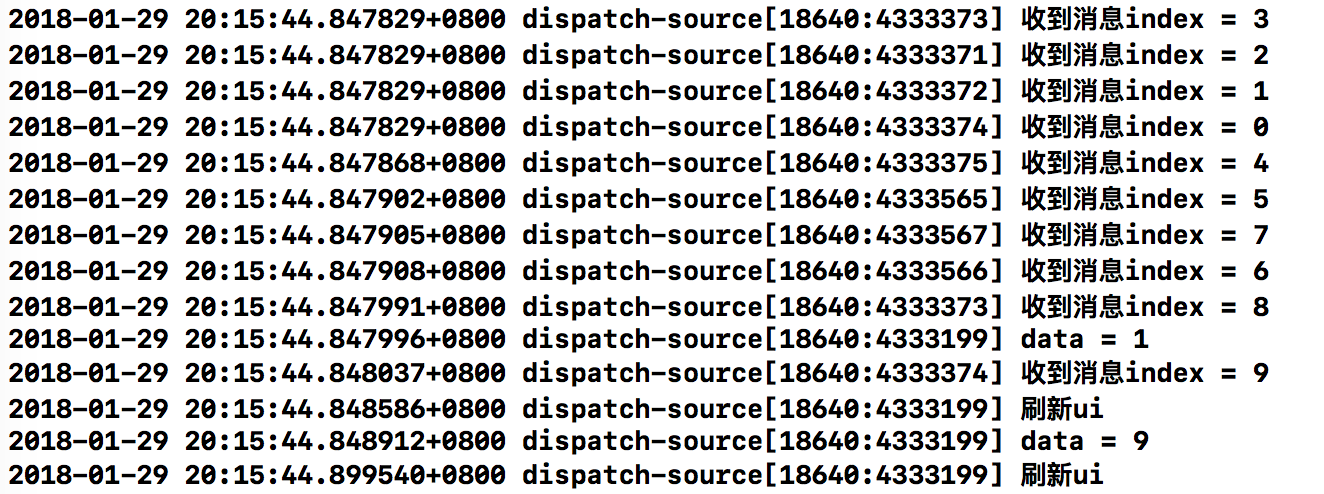 2018-01-29 20:15:44.847829+0800 dispatch-source[18640:4333373] 收到消息index = 3
2018-01-29 20:15:44.847829+0800 dispatch-source[18640:4333371] 收到消息index = 2
2018-01-29 20:15:44.847829+0800 dispatch-source[18640:4333372] 收到消息index = 1
2018-01-29 20:15:44.847829+0800 dispatch-source[18640:4333374] 收到消息index = 0
2018-01-29 20:15:44.847868+0800 dispatch-source[18640:4333375] 收到消息index = 4
2018-01-29 20:15:44.847902+0800 dispatch-source[18640:4333565] 收到消息index = 5
2018-01-29 20:15:44.847905+0800 dispatch-source[18640:4333567] 收到消息index = 7
2018-01-29 20:15:44.847908+0800 dispatch-source[18640:4333566] 收到消息index = 6
2018-01-29 20:15:44.847991+0800 dispatch-source[18640:4333373] 收到消息index = 8
2018-01-29 20:15:44.847996+0800 dispatch-source[18640:4333199] data = 1
2018-01-29 20:15:44.848037+0800 dispatch-source[18640:4333374] 收到消息index = 9
2018-01-29 20:15:44.848586+0800 dispatch-source[18640:4333199] 刷新ui
2018-01-29 20:15:44.848912+0800 dispatch-source[18640:4333199] data = 9
2018-01-29 20:15:44.899540+0800 dispatch-source[18640:4333199] 刷新ui